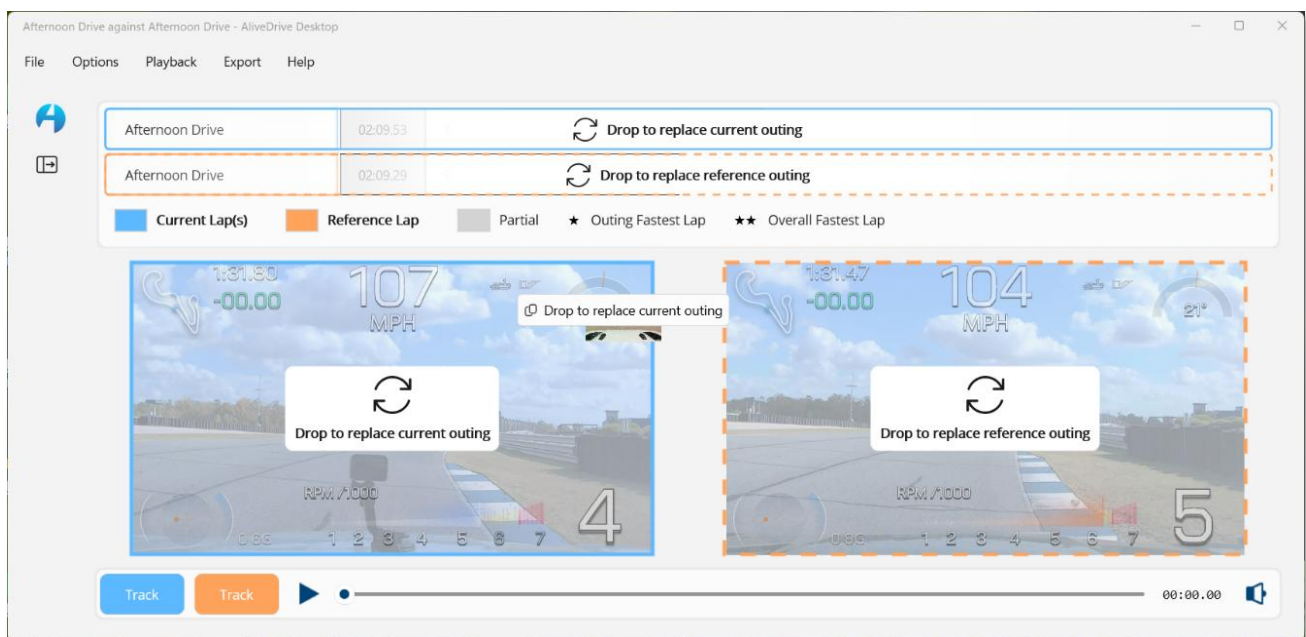 Afternoon Drive against Afternoon Drive - AliveDrive Desktop
File Options Playback Export Help
Afternoon Drive 02:09.53 Drop to replace current outing
Afternoon Drive 02:09.29 Drop to replace reference outing
Current Lap(s) Reference Lap Partial ★ Outing Fastest Lap ★★ Overall Fastest Lap
1:31.80 107 1:31.47 104
-00.00 MPH -00.00 MPH 21°
Drop to replace current outing
Drop to replace current outing Drop to replace reference outing
RPM/1000 4 RPM/1000 5
1 2 3 4 5 6 7 1 2 3 4 5 6 7
Track Track 00:00.00